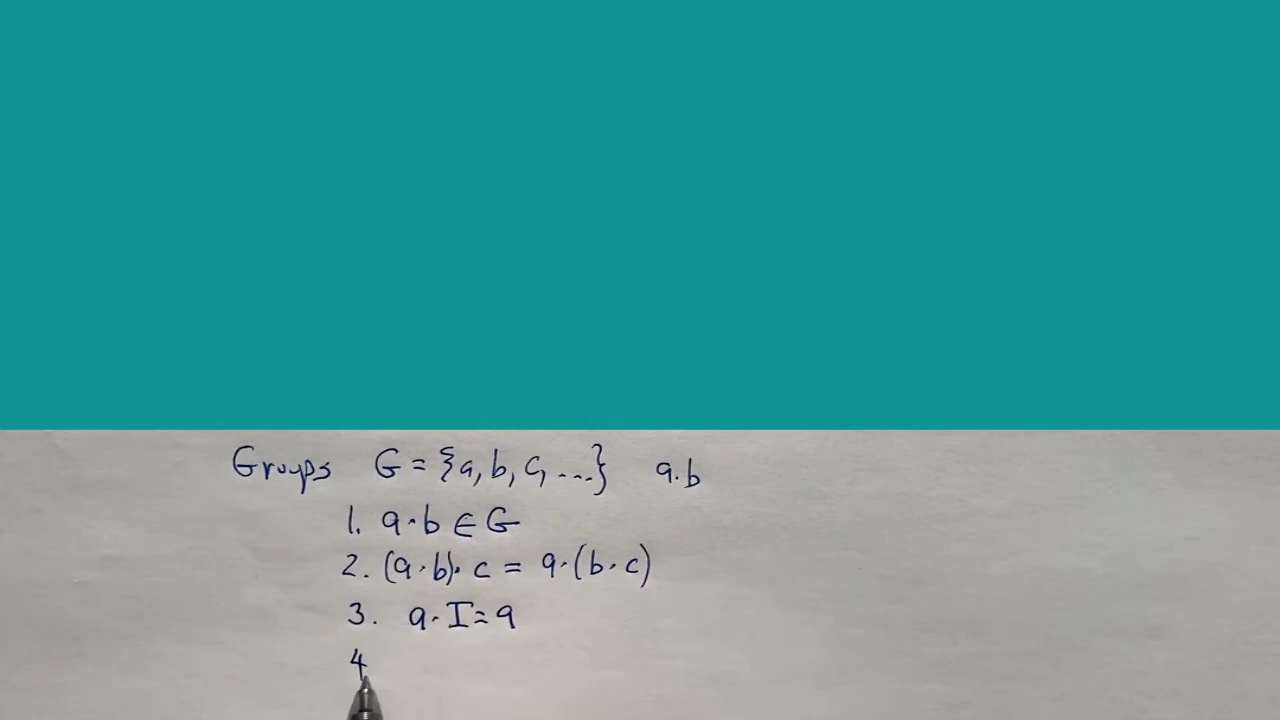 Groups G = {a, b, c, ...} a.b
1. a·b ∈ G
2. (a·b)· c = a·(b·c)
3. a·I = a
4